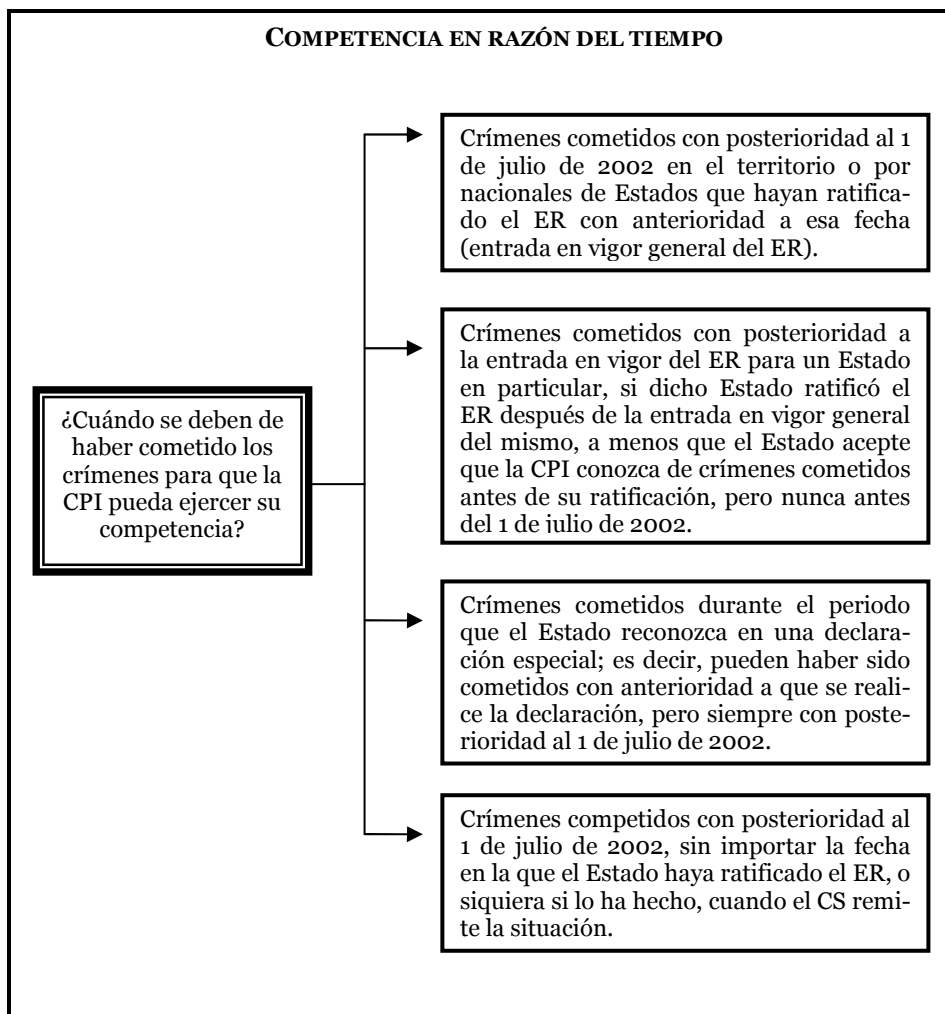 COMPETENCIA EN RAZÓN DEL TIEMPO
Crímenes cometidos con posterioridad al 1
de julio de 2002 en el territorio o por
nacionales de Estados que hayan ratifica-
do el ER con anterioridad a esa fecha
(entrada en vigor general del ER).
Crímenes cometidos con posterioridad a
la entrada en vigor del ER para un Estado
en particular, si dicho Estado ratificó el
ER después de la entrada en vigor general
del mismo, a menos que el Estado acepte
que la CPI conozca de crímenes cometidos
antes de su ratificación, pero nunca antes
del 1 de julio de 2002.
¿Cuándo se deben de
haber cometido los
crímenes para que la
CPI pueda ejercer su
competencia?
Crímenes cometidos durante el periodo
que el Estado reconozca en una declara-
ción especial; es decir, pueden haber sido
cometidos con anterioridad a que se reali-
ce la declaración, pero siempre con poste-
rioridad al 1 de julio de 2002.
Crímenes competidos con posterioridad al
1 de julio de 2002, sin importar la fecha
en la que el Estado haya ratificado el ER, o
siquiera si lo ha hecho, cuando el CS remi-
te la situación.